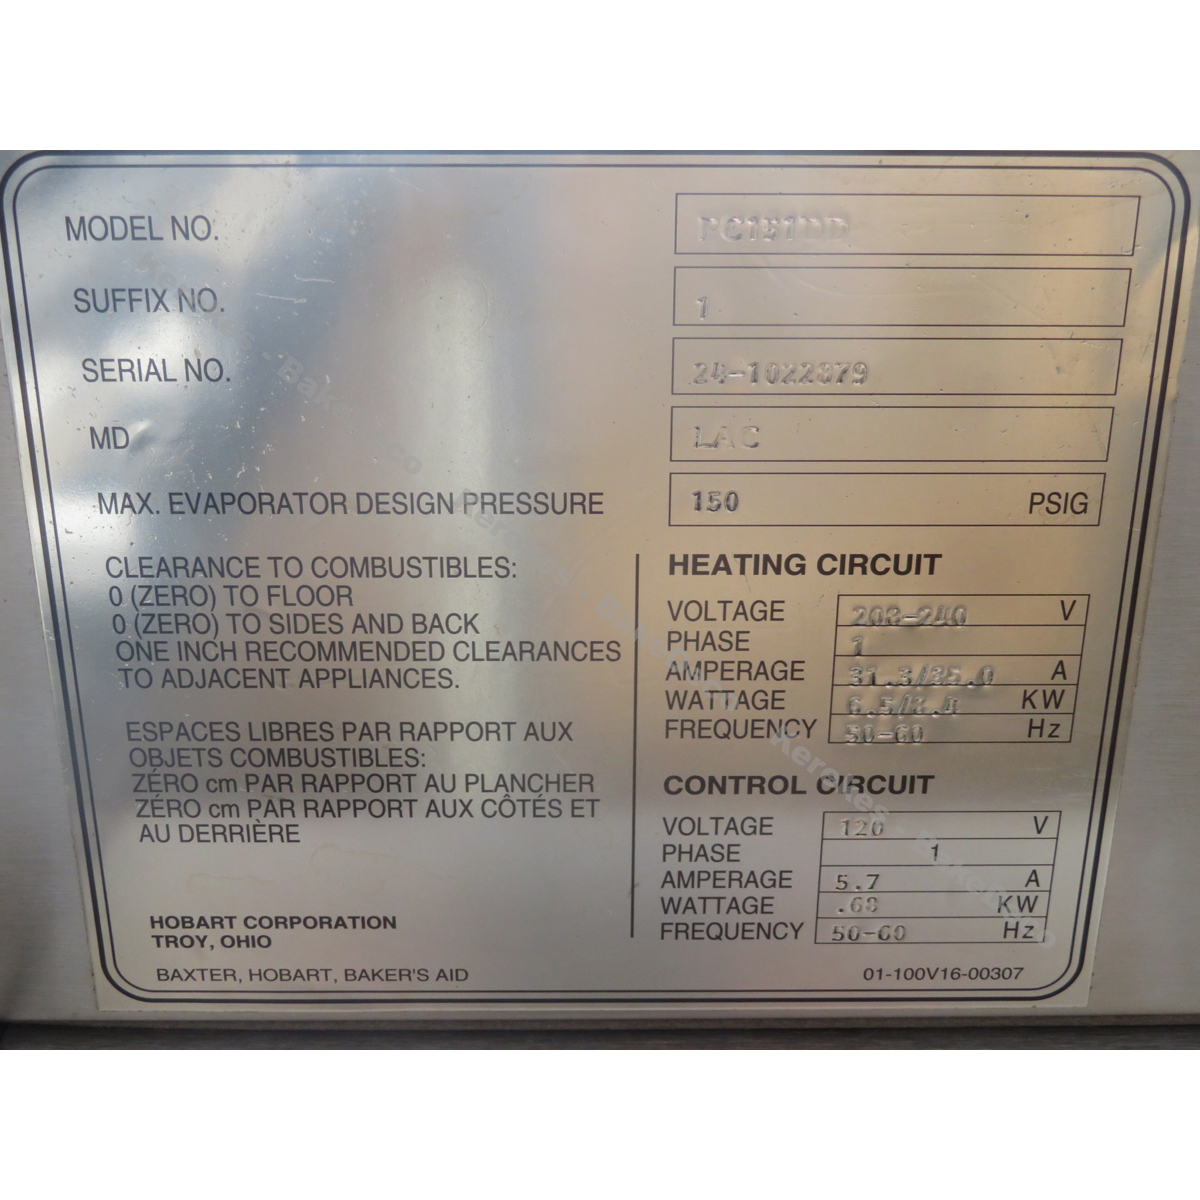 MODEL NO. PC151DD
SUFFIX NO. 1
SERIAL NO. 24-1022879
MD LAC
MAX. EVAPORATOR DESIGN PRESSURE 150 PSIG
CLEARANCE TO COMBUSTIBLES:
0 (ZERO) TO FLOOR
0 (ZERO) TO SIDES AND BACK
ONE INCH RECOMMENDED CLEARANCES
TO ADJACENT APPLIANCES.
ESPACES LIBRES PAR RAPPORT AUX
OBJETS COMBUSTIBLES:
ZÉRO cm PAR RAPPORT AU PLANCHER
ZÉRO cm PAR RAPPORT AUX CÔTÉS ET
AU DERRIÈRE
HOBART CORPORATION
TROY, OHIO
BAXTER, HOBART, BAKER'S AID
HEATING CIRCUIT
VOLTAGE 208-240 V
PHASE 1
AMPERAGE 31.3/35.0 A
WATTAGE KW
FREQUENCY 50-60 Hz
CONTROL CIRCUIT
VOLTAGE 120 V
PHASE 1
AMPERAGE 5.7 A
WATTAGE .68 KW
FREQUENCY 50-60 Hz
01-100V16-00307